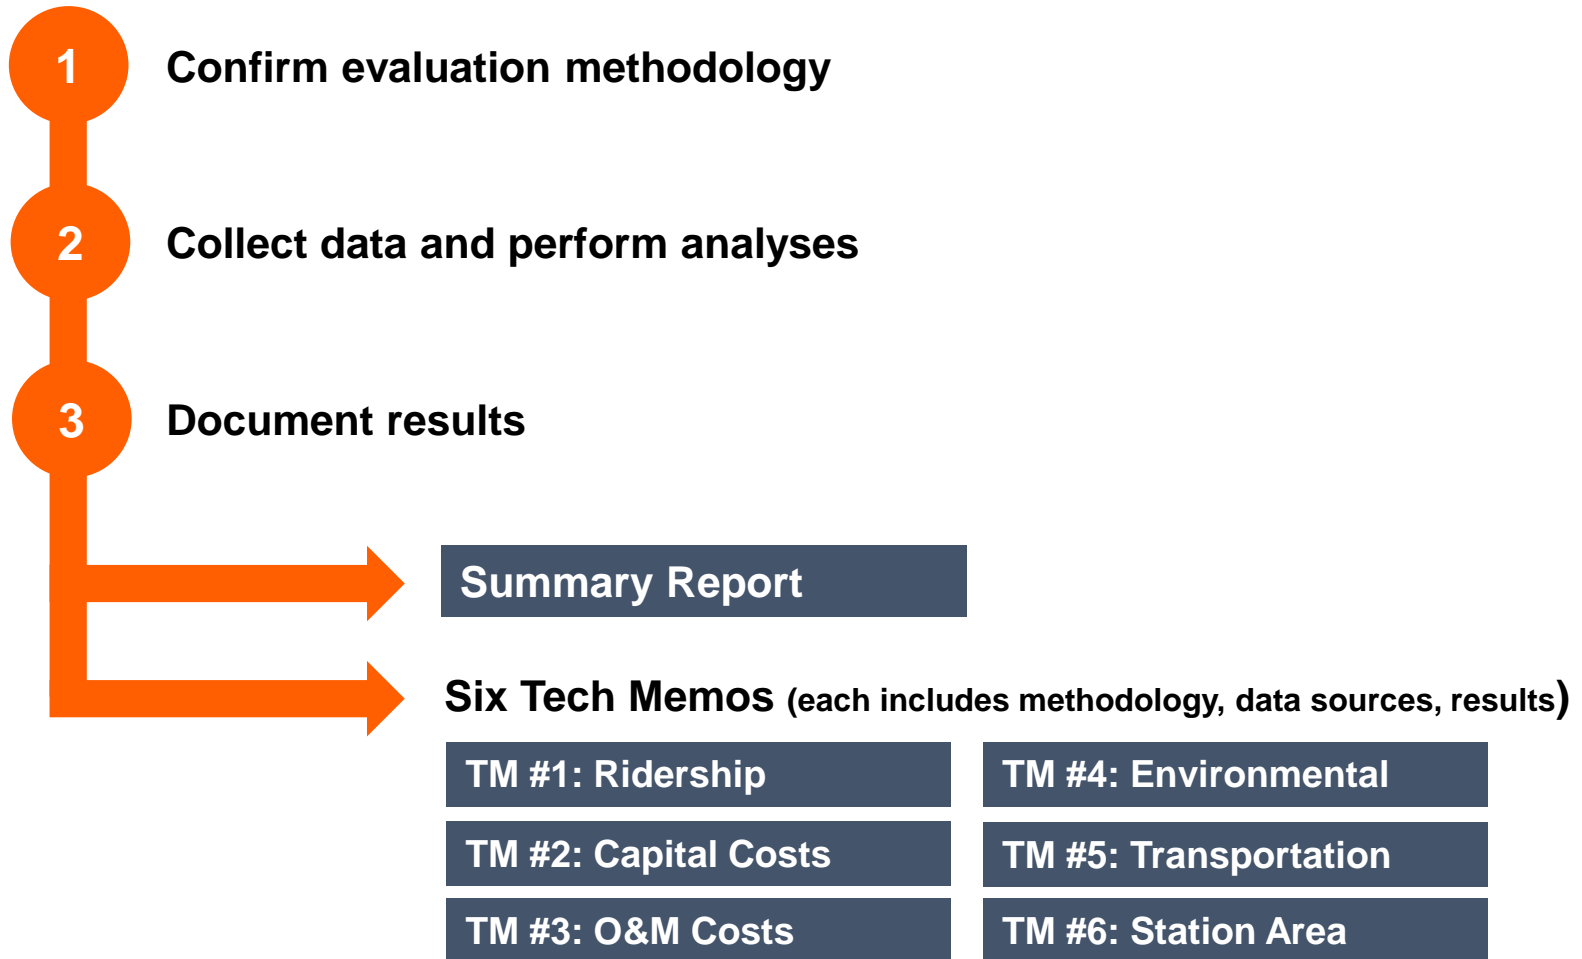 1 Confirm evaluation methodology
2 Collect data and perform analyses
3 Document results
Summary Report
Six Tech Memos (each includes methodology, data sources, results)
TM #1: Ridership
TM #2: Capital Costs
TM #3: O&M Costs
TM #4: Environmental
TM #5: Transportation
TM #6: Station Area